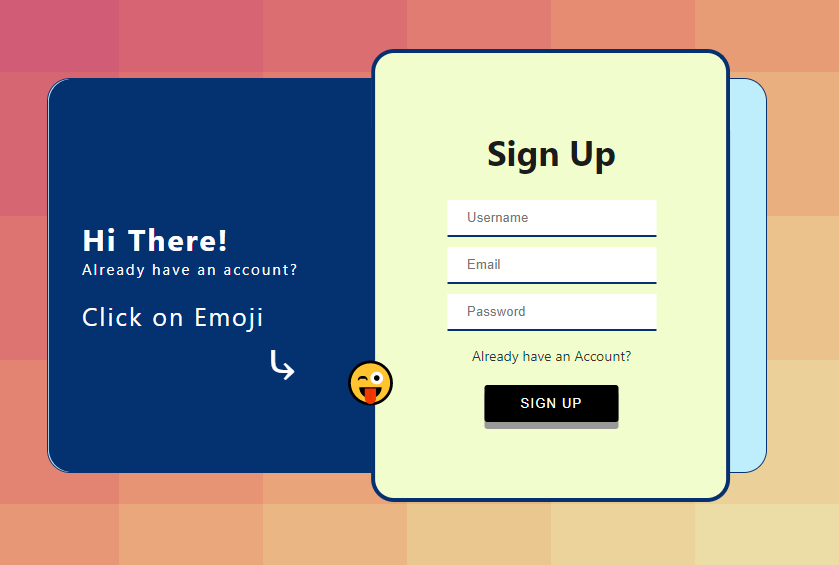 Hi There!
Already have an account?
Click on Emoji
Sign Up
Username
Email
Password
Already have an Account?
SIGN UP